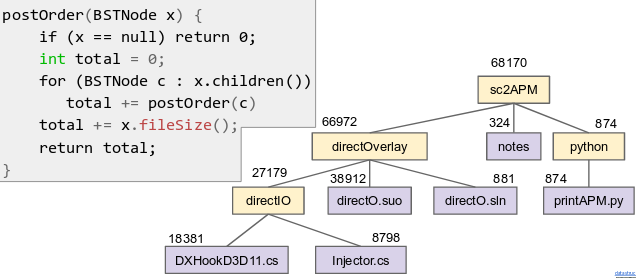 postOrder(BSTNode x) {
if (x == null) return 0;
int total = 0;
for (BSTNode c : x.children())
total += postOrder(c)
total += x.fileSize();
return total;
}
68170
sc2APM
66972
324
874
directOverlay
notes
python
27179
38912
881
874
directIO
directO.suo
directO.sln
printAPM.py
18381
8798
DXHookD3D11.cs
Injector.cs